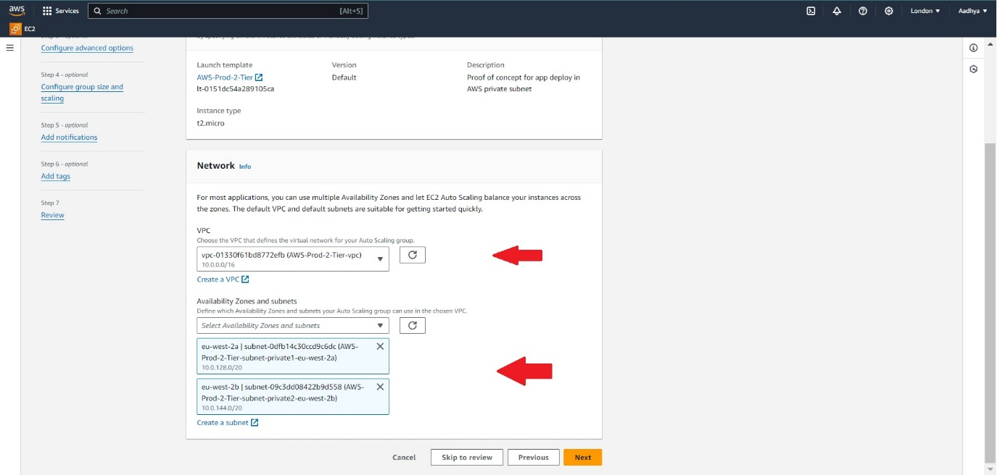 aws
Services
Search
[Alt+S]
London
Aadhya
EC2
Configure advanced options
Step 4 - optional
Configure group size and
scaling
Step 5 - optional
Add notifications
Step 6 - optional
Add tags
Step 7
Review
Launch template
AWS-Prod-2-Tier
lt-0151dc54a289105ca
Version
Default
Description
Proof of concept for app deploy in
AWS private subnet
Instance type
t2.micro
Network Info
For most applications, you can use multiple Availability Zones and let EC2 Auto Scaling balance your instances across
the zones. The default VPC and default subnets are suitable for getting started quickly.
VPC
Choose the VPC that defines the virtual network for your Auto Scaling group.
vpc-01330f61bd8772efb (AWS-Prod-2-Tier-vpc)
10.0.0.0/16
Create a VPC
Availability Zones and subnets
Define which Availability Zones and subnets your Auto Scaling group can use in the chosen VPC.
Select Availability Zones and subnets
eu-west-2a | subnet-0dfb14c30ccd9c6dc (AWS-
Prod-2-Tier-subnet-private1-eu-west-2a)
10.0.128.0/20
eu-west-2b | subnet-09c3dd08422b9d558 (AWS-
Prod-2-Tier-subnet-private2-eu-west-2b)
10.0.144.0/20
Create a subnet
Cancel
Skip to review
Previous
Next